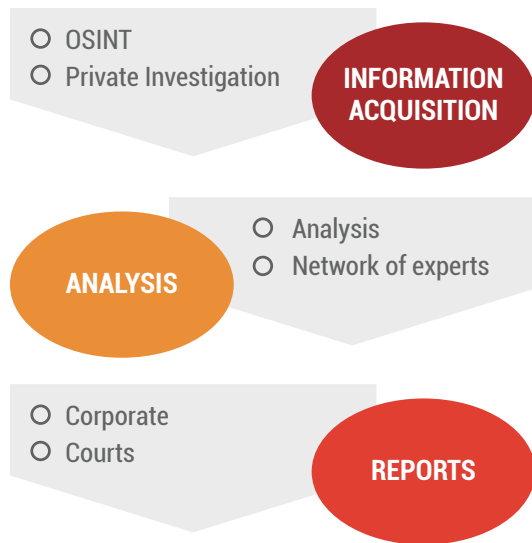 OSINT
Private Investigation
INFORMATION
ACQUISITION
ANALYSIS
Analysis
Network of experts
Corporate
Courts
REPORTS